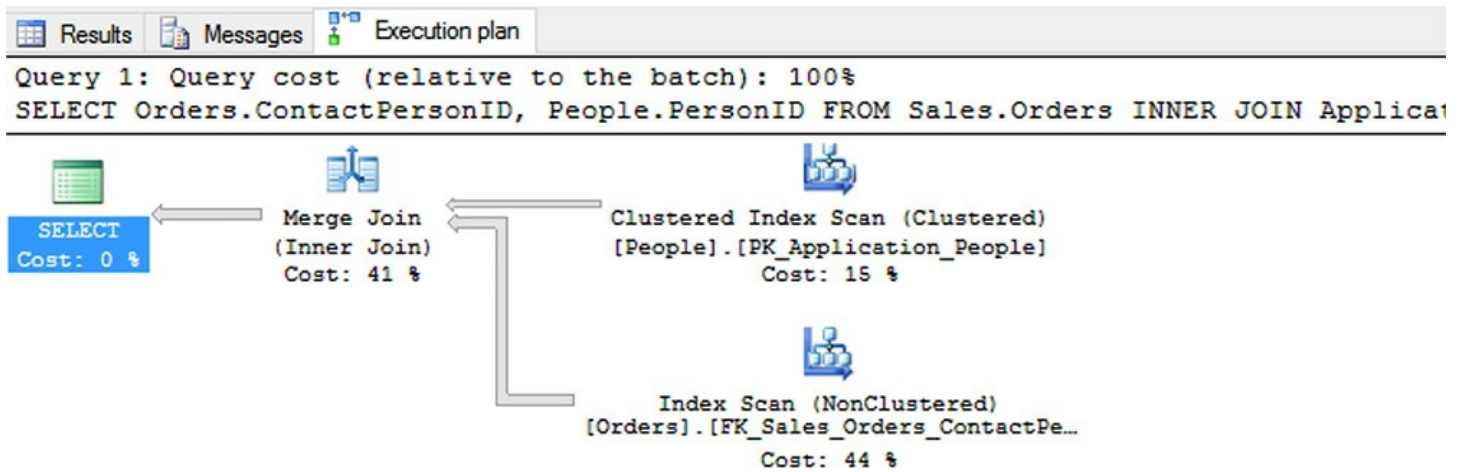 Results Messages Execution plan
Query 1: Query cost (relative to the batch): 100%
SELECT Orders.ContactPersonID, People.PersonID FROM Sales.Orders INNER JOIN Applicat
SELECT
Cost: 0 %
Merge Join
(Inner Join)
Cost: 41 %
Clustered Index Scan (Clustered)
[People].[PK_Application_People]
Cost: 15 %
Index Scan (NonClustered)
[Orders].[FK_Sales_Orders_ContactPe…
Cost: 44 %